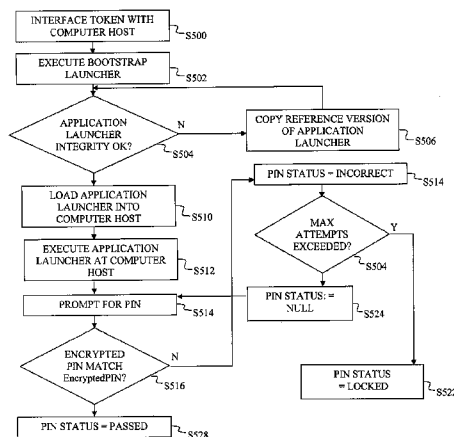 INTERFACE TOKEN WITH
COMPUTER HOST
S500
EXECUTE BOOTSTRAP
LAUNCHER
S502
APPLICATION
LAUNCHER
INTEGRITY OK?
N
S504
COPY REFERENCE VERSION
OF APPLICATION
LAUNCHER
S506
LOAD APPLICATION
LAUNCHER INTO
COMPUTER HOST
S510
EXECUTE APPLICATION
LAUNCHER AT COMPUTER
HOST
S512
PROMPT FOR PIN
S514
ENCRYPTED
PIN MATCH
EncryptedPIN?
N
S516
PIN STATUS = PASSED
S528
PIN STATUS = INCORRECT
S514
MAX
ATTEMPTS
EXCEEDED?
Y
S504
PIN STATUS: =
NULL
S524
PIN STATUS
= LOCKED
S522